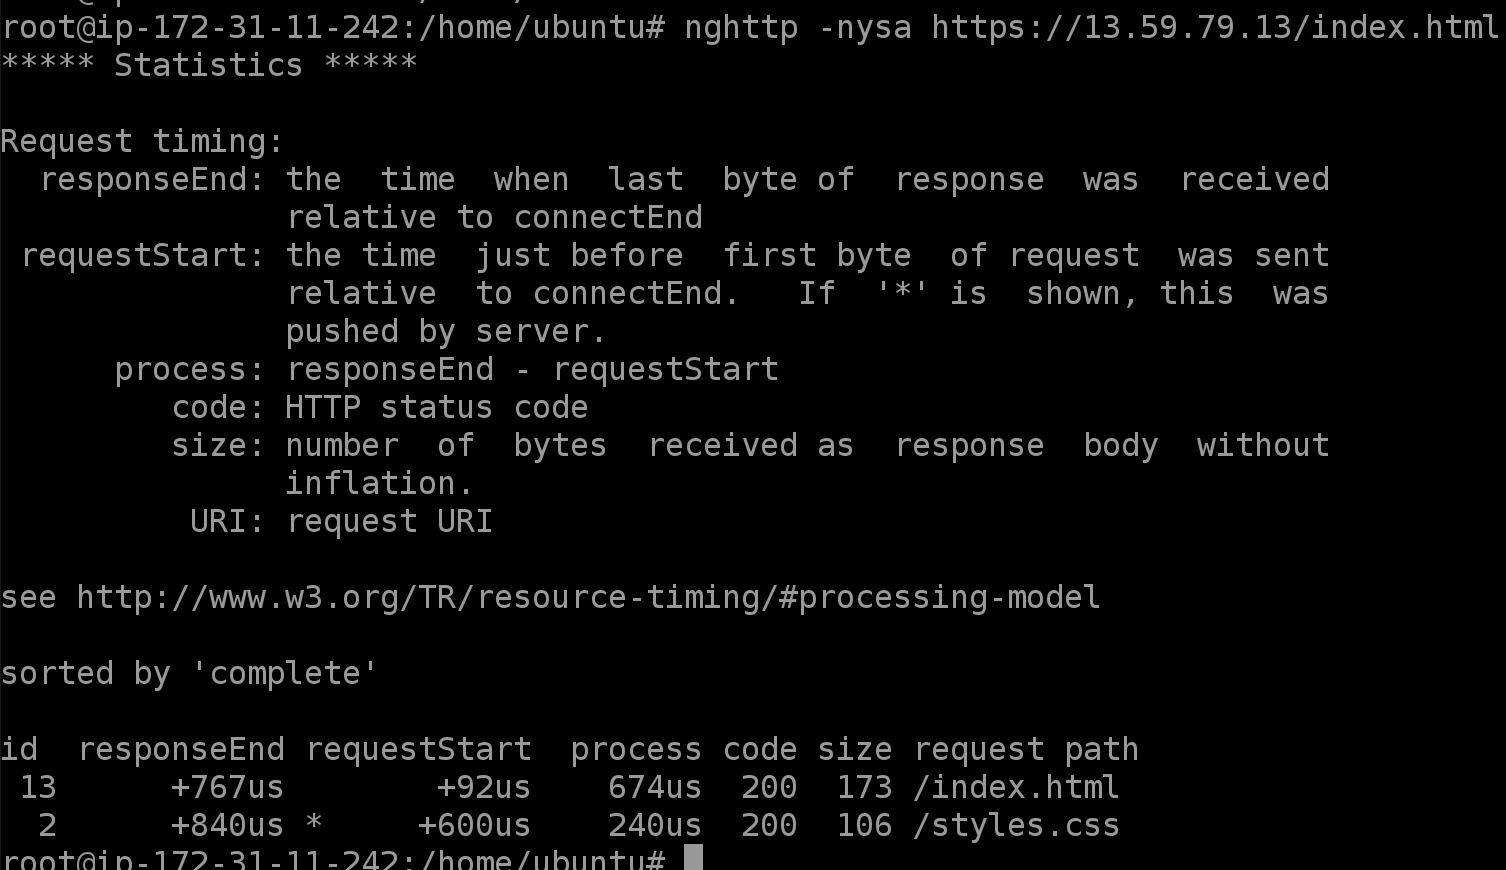 root@ip-172-31-11-242:/home/ubuntu# nghttp -nysa https://13.59.79.13/index.html
***** Statistics *****

Request timing:
  responseEnd: the  time  when  last  byte of  response  was  received
               relative to connectEnd
 requestStart: the time  just before  first byte  of request  was sent
               relative  to connectEnd.   If  '*' is  shown, this  was
               pushed by server.
      process: responseEnd - requestStart
         code: HTTP status code
         size: number  of  bytes  received as  response  body  without
               inflation.
          URI: request URI

see http://www.w3.org/TR/resource-timing/#processing-model

sorted by 'complete'

id  responseEnd requestStart  process code size request path
 13      +767us        +92us    674us  200  173 /index.html
  2      +840us *     +600us    240us  200  106 /styles.css
root@ip-172-31-11-242:/home/ubuntu#